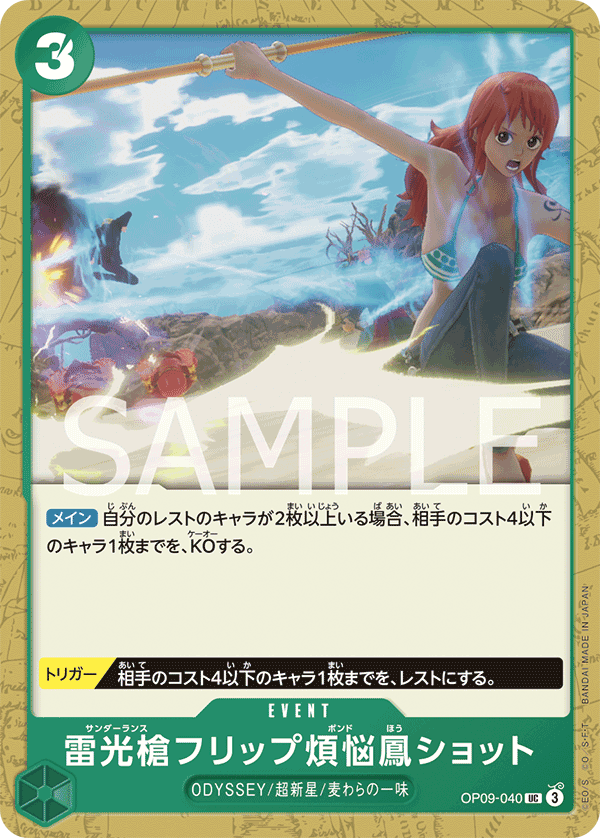 3
SAMPLE
メイン 自分のレストのキャラが2枚以上いる場合、相手のコスト4以下
のキャラ1枚までを、KOする。
トリガー 相手のコスト4以下のキャラ1枚までを、レストにする。
EVENT
サンダーランス ボンド ほう
雷光槍フリップ煩悩鳳ショット
ODYSSEY/超新星/麦わらの一味
OP09-040 UC 3
©E.O./S. ©O./S.-F.-T. BANDAI MADE IN JAPAN